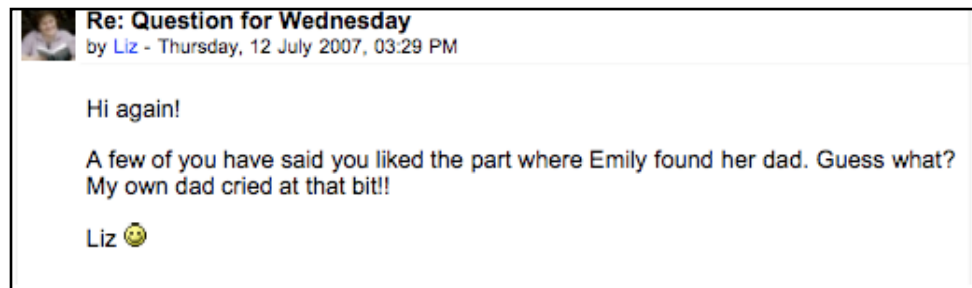 Re: Question for Wednesday
by Liz - Thursday, 12 July 2007, 03:29 PM
Hi again!
A few of you have said you liked the part where Emily found her dad. Guess what?
My own dad cried at that bit!!
Liz